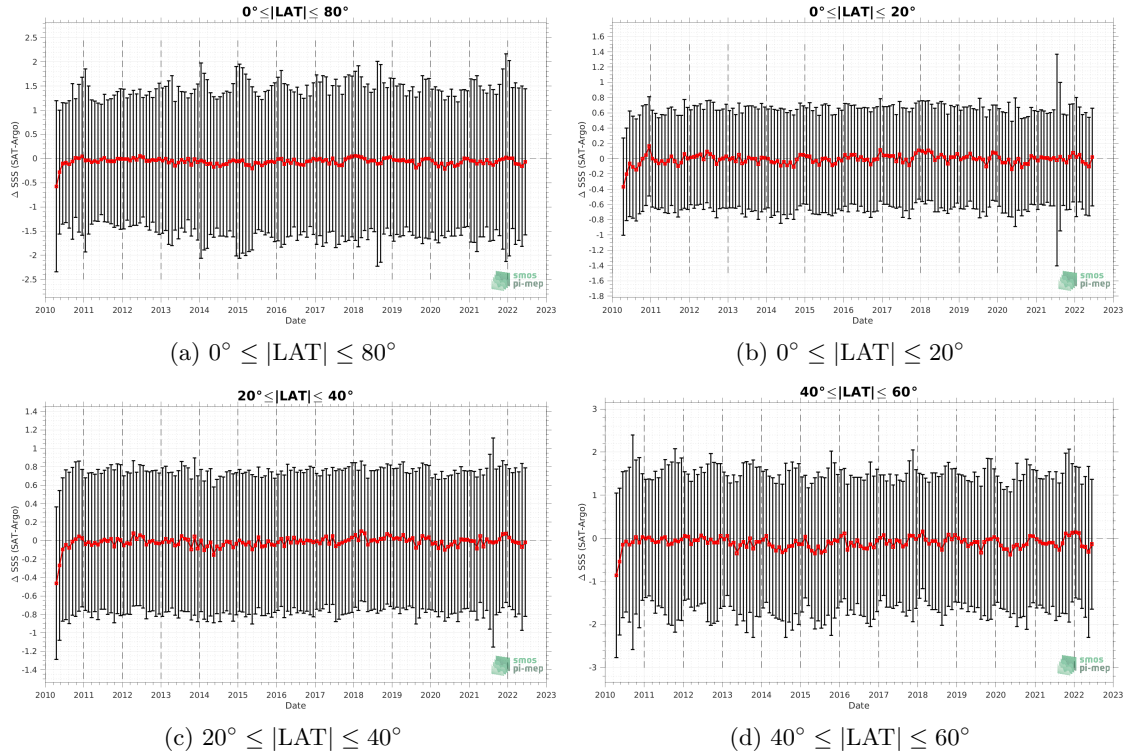 0°≤|LAT|≤ 80°
2.5
2
1.5
1
0.5
0
-0.5
-1
-1.5
-2
-2.5
Δ SSS (SAT-Argo)
smos
pi-mep
2010 2011 2012 2013 2014 2015 2016 2017 2018 2019 2020 2021 2022 2023
Date
(a) 0° ≤ |LAT| ≤ 80°
0°≤|LAT|≤ 20°
1.6
1.4
1.2
1
0.8
0.6
0.4
0.2
0
-0.2
-0.4
-0.6
-0.8
-1
-1.2
-1.4
-1.6
-1.8
Δ SSS (SAT-Argo)
smos
pi-mep
2010 2011 2012 2013 2014 2015 2016 2017 2018 2019 2020 2021 2022 2023
Date
(b) 0° ≤ |LAT| ≤ 20°
20°≤|LAT|≤ 40°
1.4
1.2
1
0.8
0.6
0.4
0.2
0
-0.2
-0.4
-0.6
-0.8
-1
-1.2
-1.4
Δ SSS (SAT-Argo)
smos
pi-mep
2010 2011 2012 2013 2014 2015 2016 2017 2018 2019 2020 2021 2022 2023
Date
(c) 20° ≤ |LAT| ≤ 40°
40°≤|LAT|≤ 60°
3
2
1
0
-1
-2
-3
Δ SSS (SAT-Argo)
smos
pi-mep
2010 2011 2012 2013 2014 2015 2016 2017 2018 2019 2020 2021 2022 2023
Date
(d) 40° ≤ |LAT| ≤ 60°